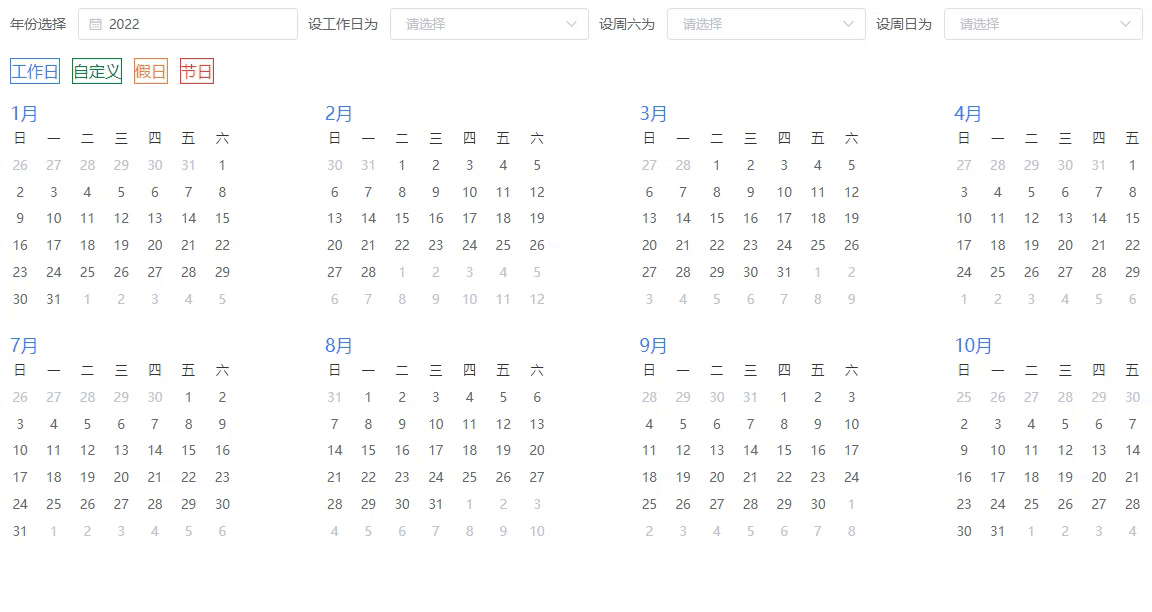 年份选择 2022 设工作日为 请选择 设周六为 请选择 设周日为 请选择
工作日 自定义 假日 节日
1月 2月 3月 4月
日 一 二 三 四 五 六 日 一 二 三 四 五 六 日 一 二 三 四 五 六 日 一 二 三 四 五
26 27 28 29 30 31 1 30 31 1 2 3 4 5 27 28 1 2 3 4 5 27 28 29 30 31 1
2 3 4 5 6 7 8 6 7 8 9 10 11 12 6 7 8 9 10 11 12 3 4 5 6 7 8
9 10 11 12 13 14 15 13 14 15 16 17 18 19 13 14 15 16 17 18 19 10 11 12 13 14 15
16 17 18 19 20 21 22 20 21 22 23 24 25 26 20 21 22 23 24 25 26 17 18 19 20 21 22
23 24 25 26 27 28 29 27 28 1 2 3 4 5 27 28 29 30 31 1 2 24 25 26 27 28 29
30 31 1 2 3 4 5 6 7 8 9 10 11 12 3 4 5 6 7 8 9 1 2 3 4 5 6
7月 8月 9月 10月
日 一 二 三 四 五 六 日 一 二 三 四 五 六 日 一 二 三 四 五 六 日 一 二 三 四 五
26 27 28 29 30 1 2 31 1 2 3 4 5 6 28 29 30 31 1 2 3 25 26 27 28 29 30
3 4 5 6 7 8 9 7 8 9 10 11 12 13 4 5 6 7 8 9 10 2 3 4 5 6 7
10 11 12 13 14 15 16 14 15 16 17 18 19 20 11 12 13 14 15 16 17 9 10 11 12 13 14
17 18 19 20 21 22 23 21 22 23 24 25 26 27 18 19 20 21 22 23 24 16 17 18 19 20 21
24 25 26 27 28 29 30 28 29 30 31 1 2 3 25 26 27 28 29 30 1 23 24 25 26 27 28
31 1 2 3 4 5 6 4 5 6 7 8 9 10 2 3 4 5 6 7 8 30 31 1 2 3 4